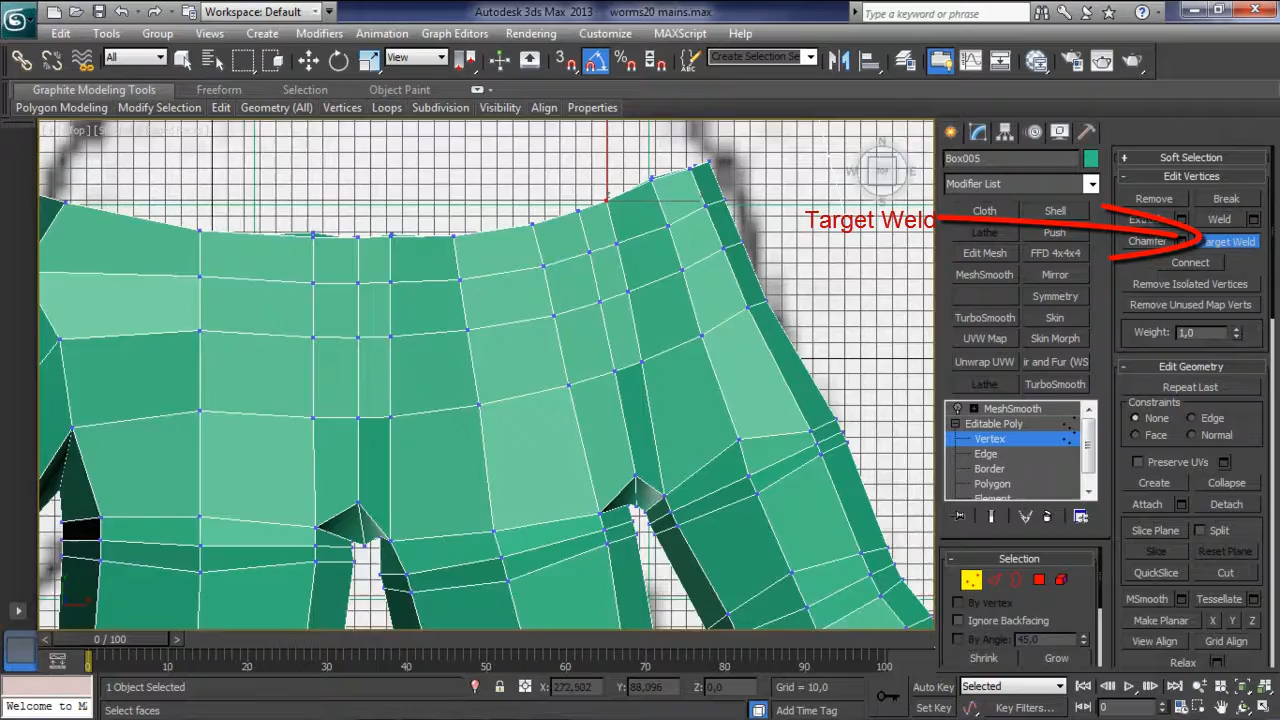 Workspace: Default
Autodesk 3ds Max 2013
worms20 mains.max
Type a keyword or phrase
Edit Tools Group Views Create Modifiers Animation Graph Editors Rendering Customize MAXScript Help
All
View
3
Create Selection Se
Graphite Modeling Tools Freeform Selection Object Paint
Polygon Modeling Modify Selection Edit Geometry (All) Vertices Loops Subdivision Visibility Align Properties
N
W TOP E
S
Target Weld
Box005
Modifier List
Cloth Shell
Lathe Push
Edit Mesh FFD 4x4x4
MeshSmooth Mirror
Symmetry
TurboSmooth Skin
UVW Map Skin Morph
Unwrap UVW ir and Fur (WS
Lathe TurboSmooth
MeshSmooth
Editable Poly
Vertex
Edge
Border
Polygon
Element
Selection
By Vertex
Ignore Backfacing
By Angle: 45,0
Shrink Grow
Soft Selection
Edit Vertices
Remove Break
Weld
Chamfer Target Weld
Connect
Remove Isolated Vertices
Remove Unused Map Verts
Weight: 1,0
Edit Geometry
Repeat Last
Constraints
None Edge
Face Normal
Preserve UVs
Create Collapse
Attach Detach
Slice Plane Split
Slice Reset Plane
QuickSlice Cut
MSmooth Tessellate
Make Planar X Y Z
View Align Grid Align
Relax
0 / 100
0 10 20 30 40 50 60 70 80 90 100
1 Object Selected
X: 272,502 Y: 88,096 Z: 0,0
Grid = 10,0
Auto Key Selected
Welcome to M
Select faces
Add Time Tag
Set Key Key Filters... 0